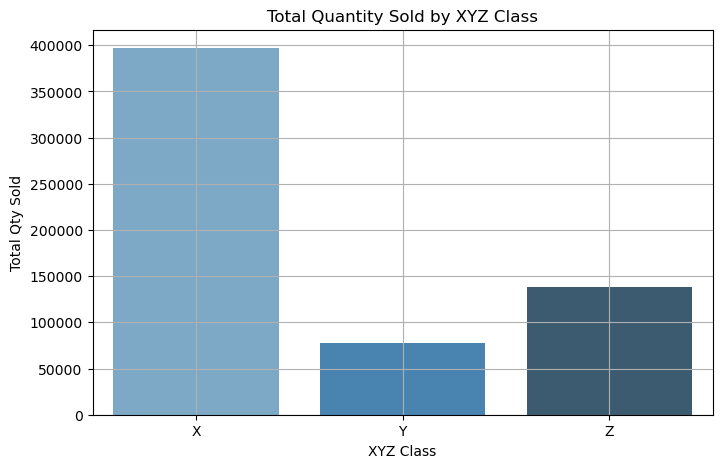 Total Quantity Sold by XYZ Class
Total Qty Sold
400000
350000
300000
250000
200000
150000
100000
50000
0
X Y Z
XYZ Class